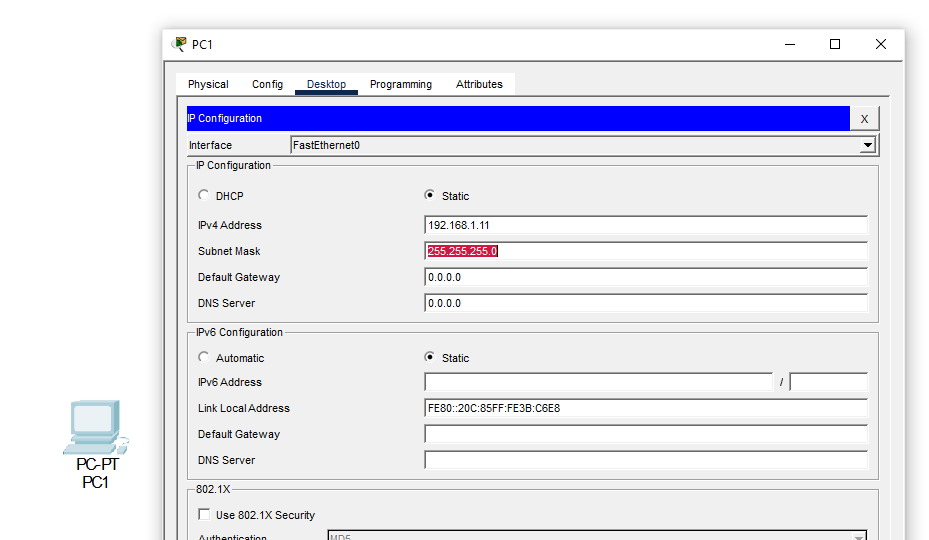 PC1
Physical Config Desktop Programming Attributes
IP Configuration X
Interface FastEthernet0
IP Configuration
DHCP Static
IPv4 Address 192.168.1.11
Subnet Mask 255.255.255.0
Default Gateway 0.0.0.0
DNS Server 0.0.0.0
IPv6 Configuration
Automatic Static
IPv6 Address /
Link Local Address FE80::20C:85FF:FE3B:C6E8
Default Gateway
DNS Server
802.1X
Use 802.1X Security
Authentication MD5
PC-PT
PC1